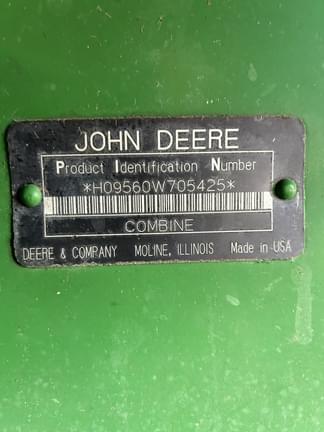 JOHN DEERE
Product Identification Number
*H09560W705425*
COMBINE
DEERE & COMPANY MOLINE, ILLINOIS Made in USA